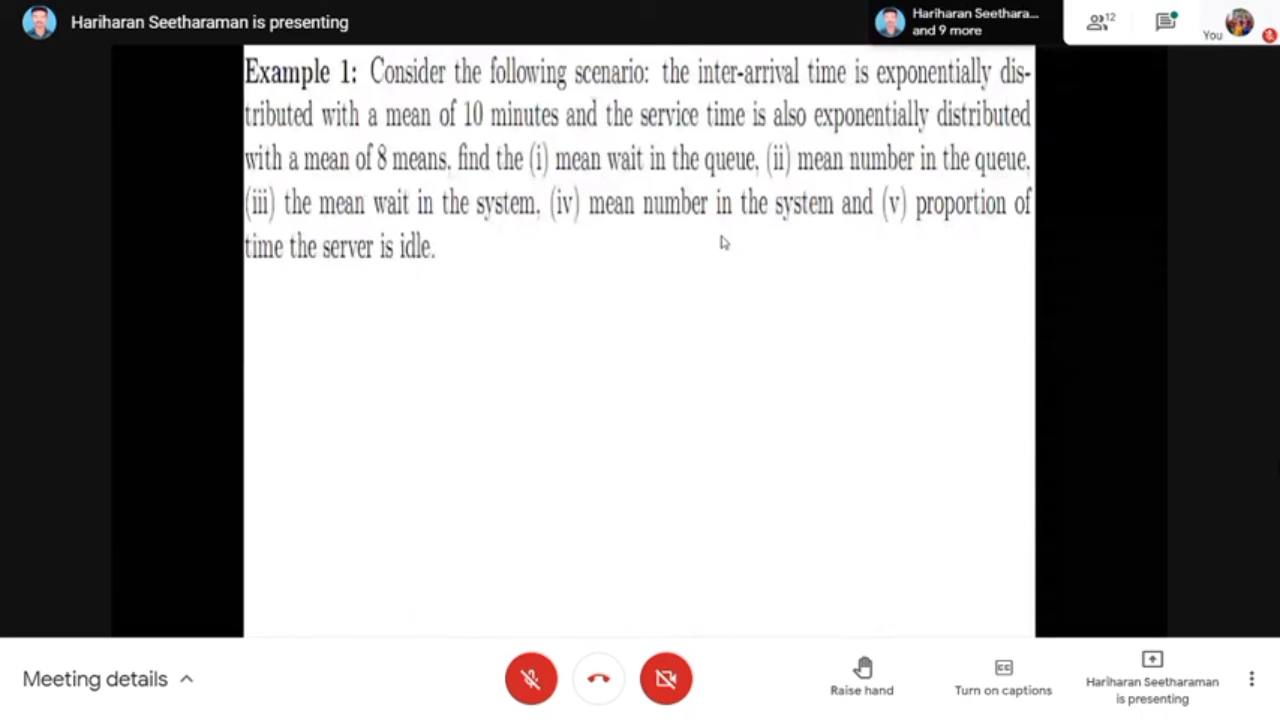 Hariharan Seetharaman is presenting
Hariharan Seethara...
and 9 more
12
You
Example 1: Consider the following scenario: the inter-arrival time is exponentially dis-
tributed with a mean of 10 minutes and the service time is also exponentially distributed
with a mean of 8 means, find the (i) mean wait in the queue, (ii) mean number in the queue,
(iii) the mean wait in the system, (iv) mean number in the system and (v) proportion of
time the server is idle.
Meeting details
Raise hand
CC
Turn on captions
Hariharan Seetharaman
is presenting